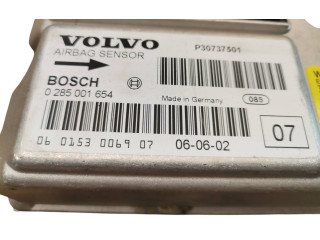 VOLVO P30737501
AIRBAG SENSOR
BOSCH
0 285 001 654 Made in Germany 085
06 0153 0069 07 06-06-02 07